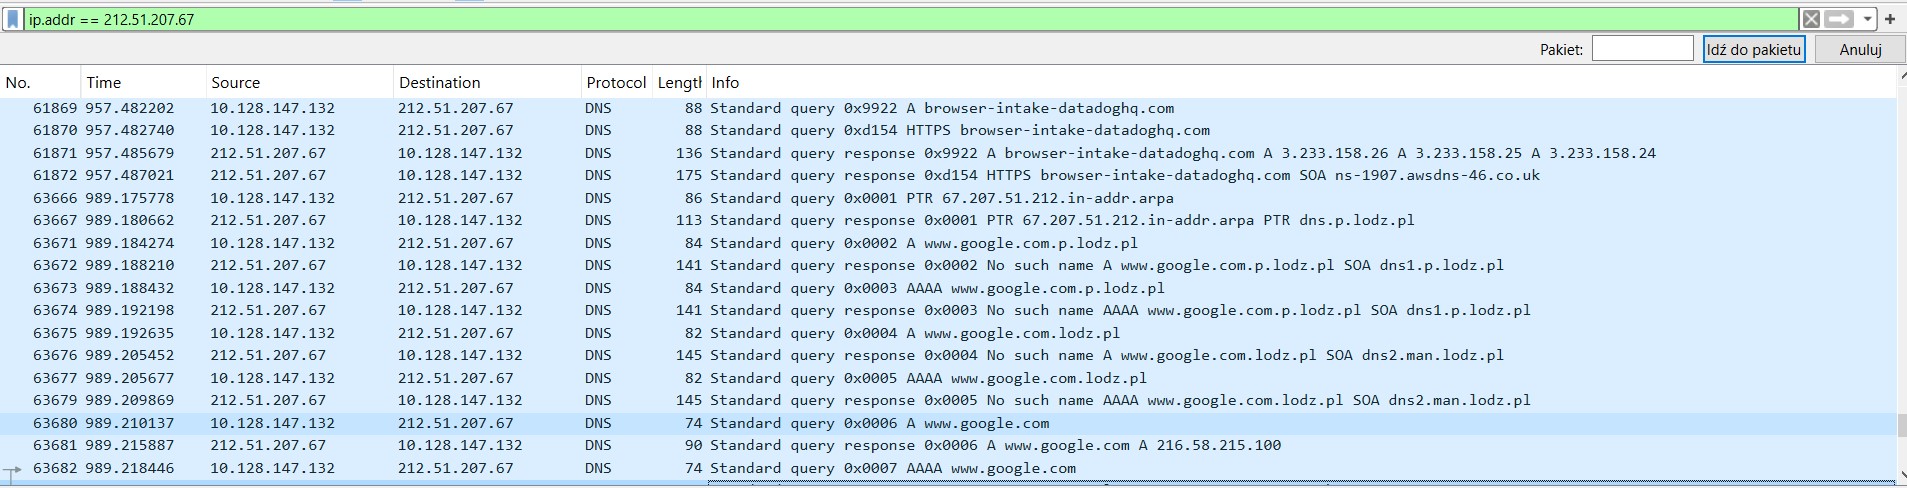 ip.addr == 212.51.207.67
Pakiet: Idź do pakietu Anuluj
No. Time Source Destination Protocol Length Info
61869 957.482202 10.128.147.132 212.51.207.67 DNS 88 Standard query 0x9922 A browser-intake-datadoghq.com
61870 957.482740 10.128.147.132 212.51.207.67 DNS 88 Standard query 0xd154 HTTPS browser-intake-datadoghq.com
61871 957.485679 212.51.207.67 10.128.147.132 DNS 136 Standard query response 0x9922 A browser-intake-datadoghq.com A 3.233.158.26 A 3.233.158.25 A 3.233.158.24
61872 957.487021 212.51.207.67 10.128.147.132 DNS 175 Standard query response 0xd154 HTTPS browser-intake-datadoghq.com SOA ns-1907.awsdns-46.co.uk
63666 989.175778 10.128.147.132 212.51.207.67 DNS 86 Standard query 0x0001 PTR 67.207.51.212.in-addr.arpa
63667 989.180662 212.51.207.67 10.128.147.132 DNS 113 Standard query response 0x0001 PTR 67.207.51.212.in-addr.arpa PTR dns.p.lodz.pl
63671 989.184274 10.128.147.132 212.51.207.67 DNS 84 Standard query 0x0002 A www.google.com.p.lodz.pl
63672 989.188210 212.51.207.67 10.128.147.132 DNS 141 Standard query response 0x0002 No such name A www.google.com.p.lodz.pl SOA dns1.p.lodz.pl
63673 989.188432 10.128.147.132 212.51.207.67 DNS 84 Standard query 0x0003 AAAA www.google.com.p.lodz.pl
63674 989.192198 212.51.207.67 10.128.147.132 DNS 141 Standard query response 0x0003 No such name AAAA www.google.com.p.lodz.pl SOA dns1.p.lodz.pl
63675 989.192635 10.128.147.132 212.51.207.67 DNS 82 Standard query 0x0004 A www.google.com.lodz.pl
63676 989.205452 212.51.207.67 10.128.147.132 DNS 145 Standard query response 0x0004 No such name A www.google.com.lodz.pl SOA dns2.man.lodz.pl
63677 989.205677 10.128.147.132 212.51.207.67 DNS 82 Standard query 0x0005 AAAA www.google.com.lodz.pl
63679 989.209869 212.51.207.67 10.128.147.132 DNS 145 Standard query response 0x0005 No such name AAAA www.google.com.lodz.pl SOA dns2.man.lodz.pl
63680 989.210137 10.128.147.132 212.51.207.67 DNS 74 Standard query 0x0006 A www.google.com
63681 989.215887 212.51.207.67 10.128.147.132 DNS 90 Standard query response 0x0006 A www.google.com A 216.58.215.100
63682 989.218446 10.128.147.132 212.51.207.67 DNS 74 Standard query 0x0007 AAAA www.google.com